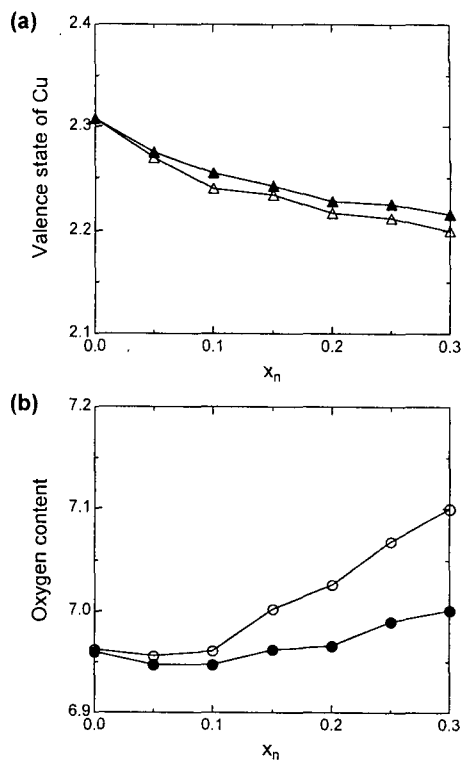 (a)
2.4
2.3
2.2
2.1
Valence state of Cu
0.0 0.1 0.2 0.3
xn
(b)
7.2
7.1
7.0
6.9
Oxygen content
0.0 0.1 0.2 0.3
xn